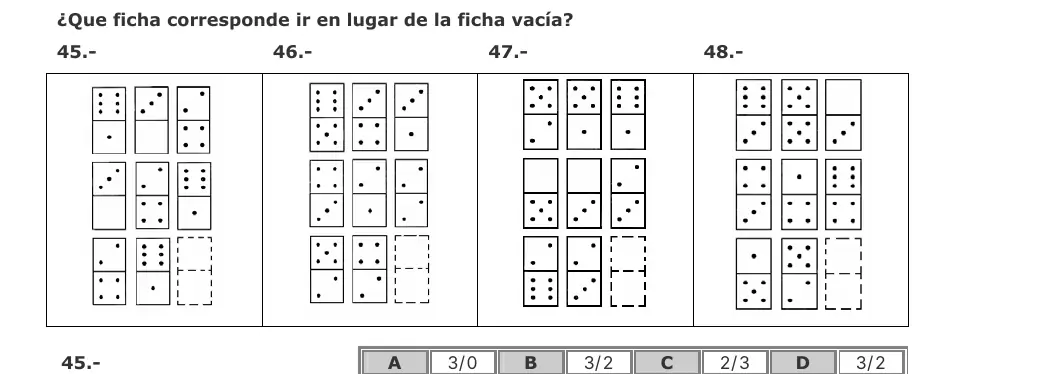 ¿Que ficha corresponde ir en lugar de la ficha vacía?
45.- 46.- 47.- 48.-
45.- A 3/0 B 3/2 C 2/3 D 3/2